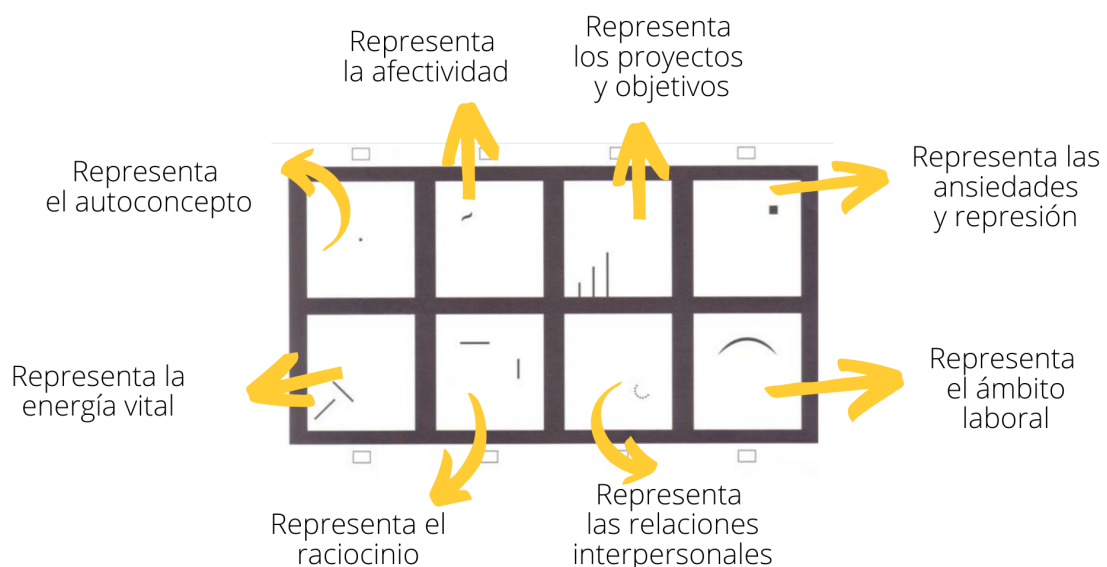 Representa
la afectividad
Representa
los proyectos
y objetivos
Representa
el autoconcepto
Representa las
ansiedades
y represión
Representa la
energía vital
Representa
el ámbito
laboral
Representa el
raciocinio
Representa
las relaciones
interpersonales